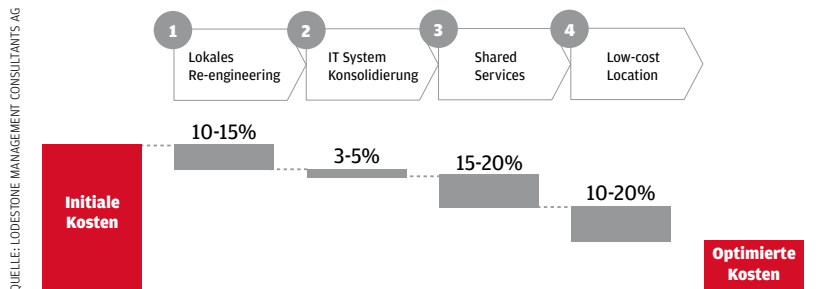 QUELLE: LODESTONE MANAGEMENT CONSULTANTS AG
1
Lokales
Re-engineering
2
IT System
Konsolidierung
3
Shared
Services
4
Low-cost
Location
10-15%
3-5%
15-20%
10-20%
Initiale
Kosten
Optimierte
Kosten